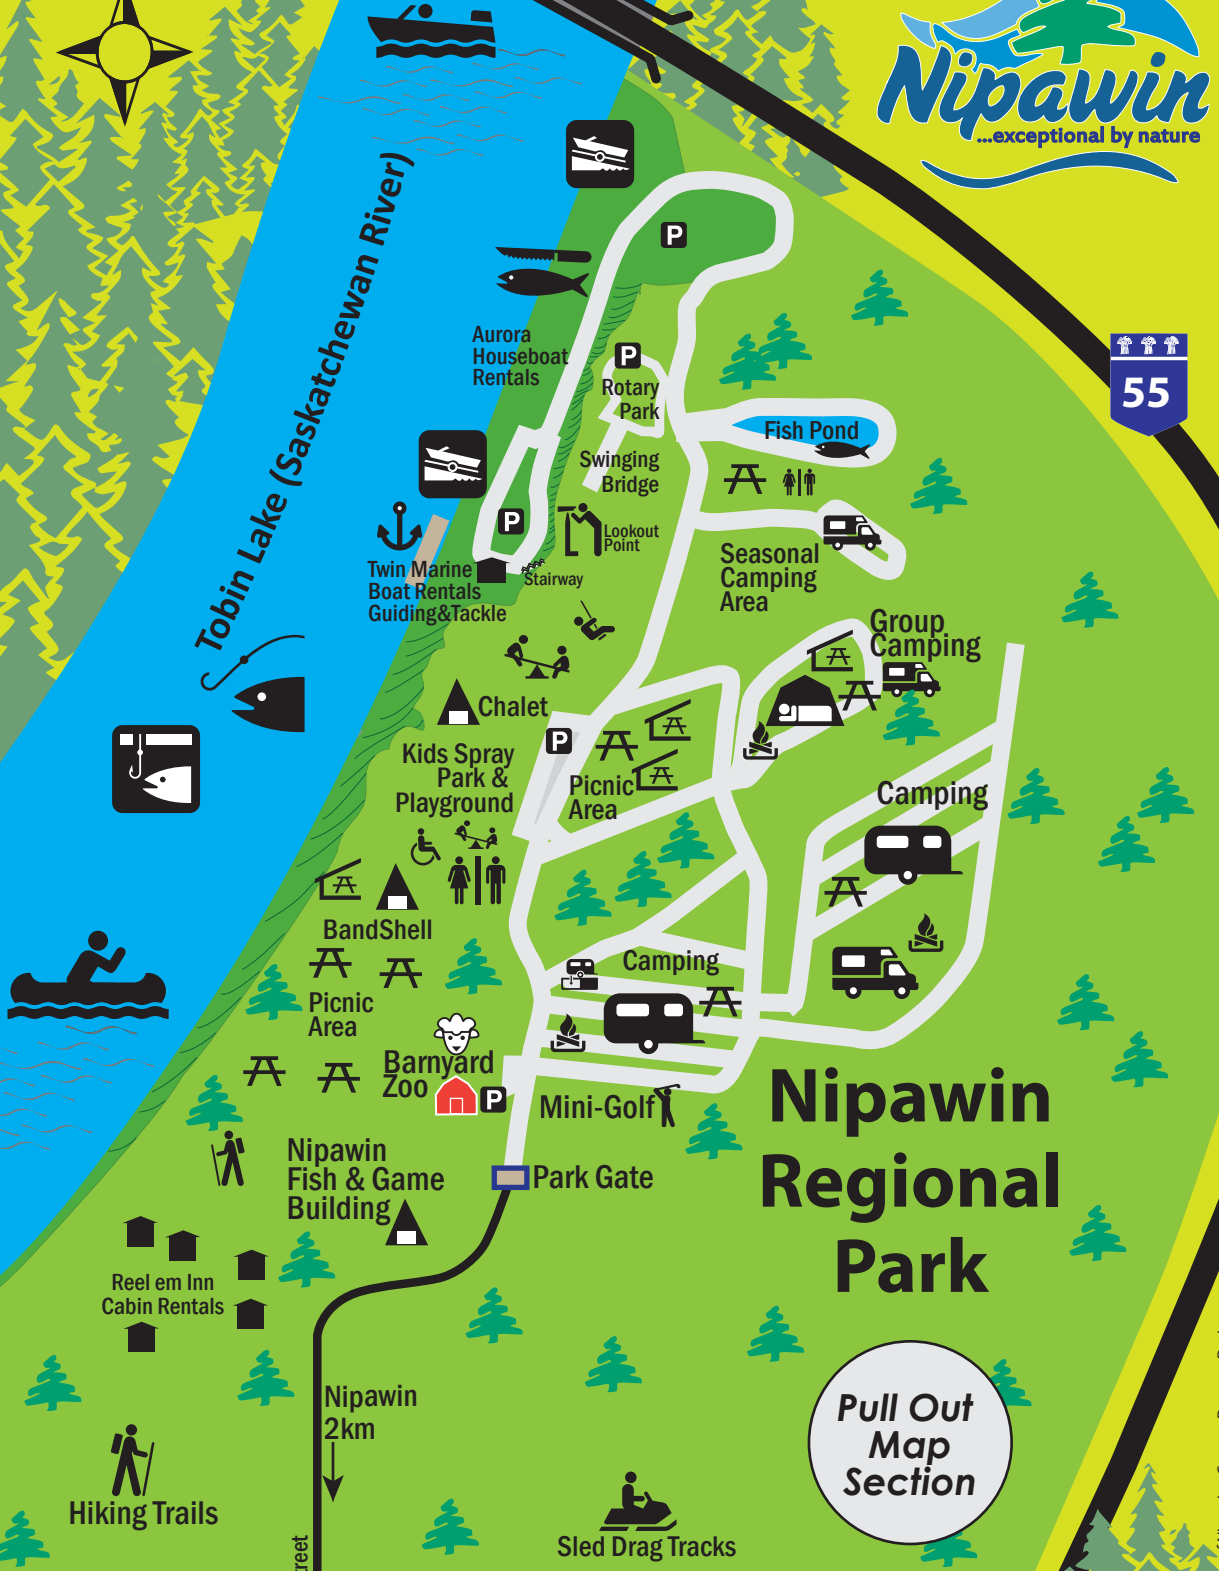 Nipawin
...exceptional by nature
Tobin Lake (Saskatchewan River)
P
Aurora
Houseboat
Rentals
P
Rotary
Park
55
Fish Pond
Swinging
Bridge
P
Lookout
Point
Seasonal
Camping
Area
Twin Marine
Boat Rentals
Guiding&Tackle
Stairway
Group
Camping
Chalet
P
Kids Spray
Park &
Playground
Picnic
Area
Camping
BandShell
Camping
Picnic
Area
Barnyard
Zoo
P
Mini-Golf
Nipawin
Regional
Park
Nipawin
Fish & Game
Building
Park Gate
Reel em Inn
Cabin Rentals
Nipawin
2km
Pull Out
Map
Section
Hiking Trails
Sled Drag Tracks
reet